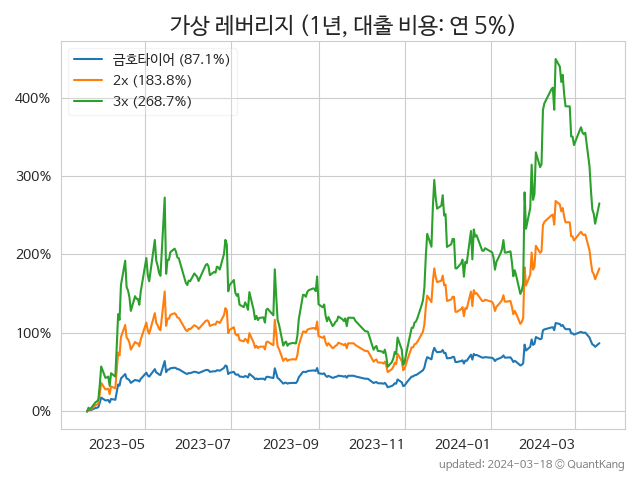 가상 레버리지 (1년, 대출 비용: 연 5%)
금호타이어 (87.1%)
2x (183.8%)
3x (268.7%)
400%
300%
200%
100%
0%
2023-05 2023-07 2023-09 2023-11 2024-01 2024-03
updated: 2024-03-18 © QuantKang